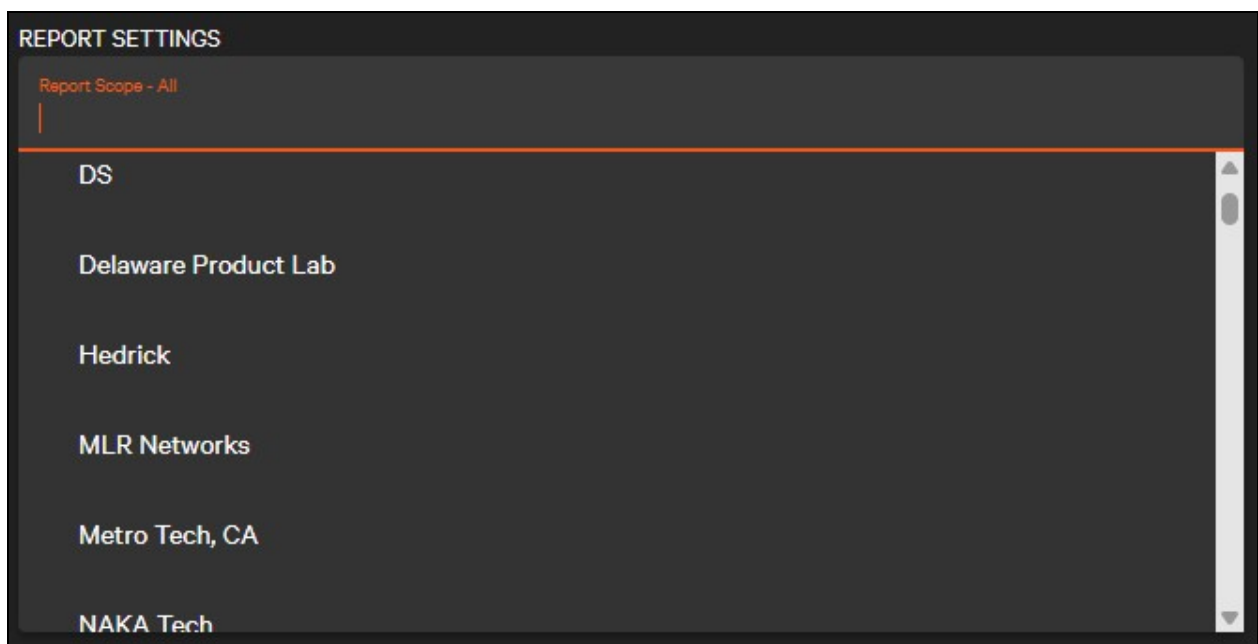 REPORT SETTINGS
Report Scope - All
DS
Delaware Product Lab
Hedrick
MLR Networks
Metro Tech, CA
NAKA Tech